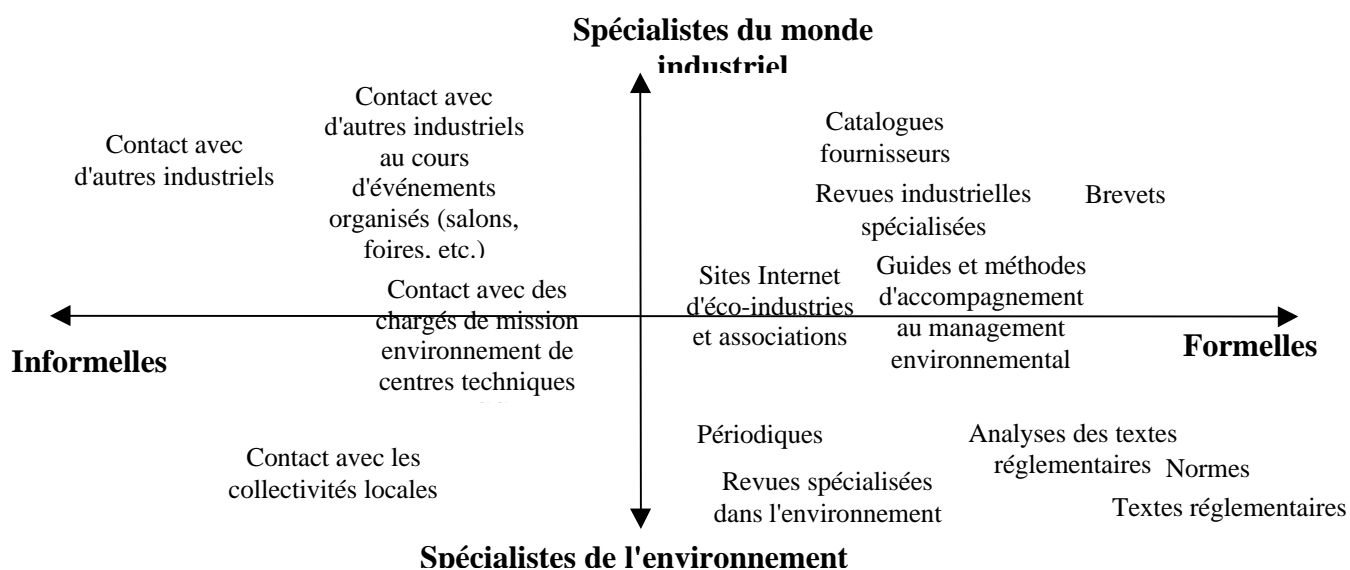 Spécialistes du monde
industriel
Contact avec
d'autres industriels
Contact avec
d'autres industriels
au cours
d'événements
organisés (salons,
foires, etc.)
Catalogues
fournisseurs
Revues industrielles
spécialisées
Brevets
Contact avec des
chargés de mission
environnement de
centres techniques
Sites Internet
d'éco-industries
et associations
Guides et méthodes
d'accompagnement
au management
environnemental
Informelles
Formelles
Contact avec les
collectivités locales
Périodiques
Revues spécialisées
dans l'environnement
Analyses des textes
réglementaires
Normes
Textes réglementaires
Spécialistes de l'environnement